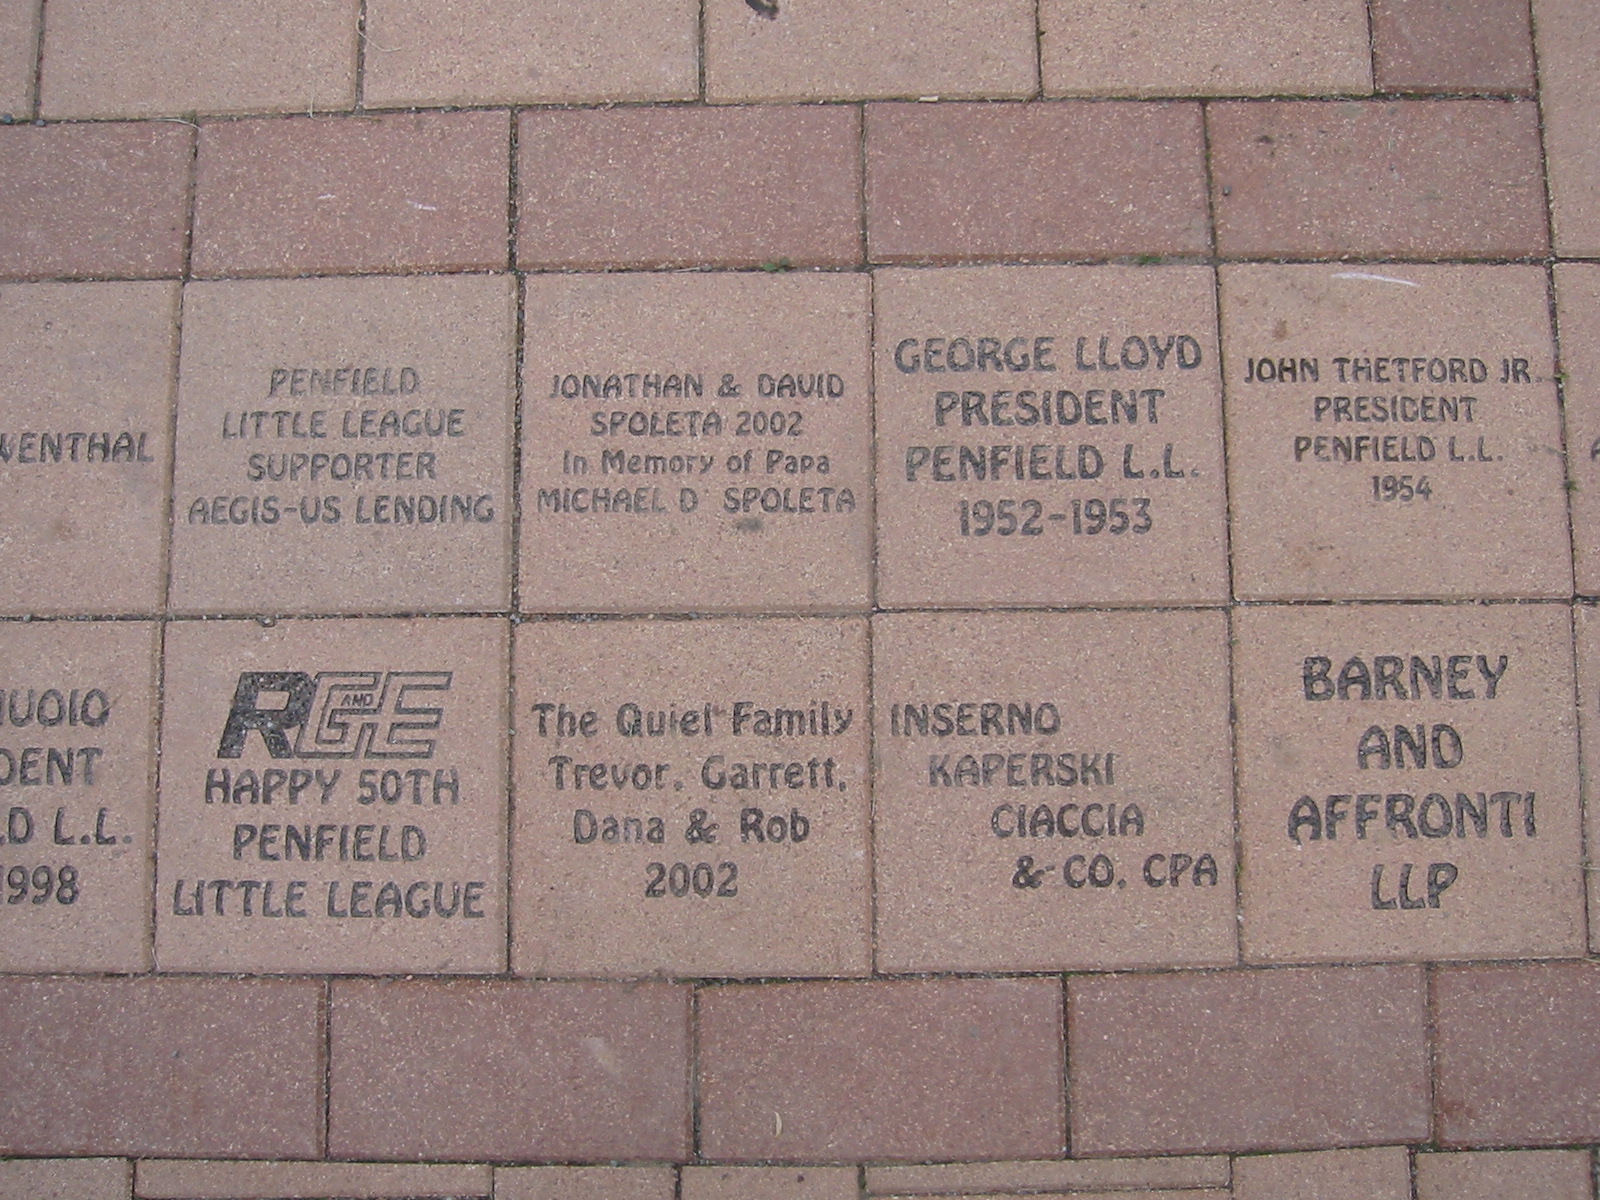 PENFIELD
LITTLE LEAGUE
SUPPORTER
AEGIS-US LENDING
JONATHAN & DAVID
SPOLETA 2002
In Memory of Papa
MICHAEL D SPOLETA
GEORGE LLOYD
PRESIDENT
PENFIELD L.L.
1952-1953
JOHN THETFORD JR.
PRESIDENT
PENFIELD L.L.
1954
L.L.
1998
RG AND E
HAPPY 50TH
PENFIELD
LITTLE LEAGUE
The Quiel Family
Trevor, Garrett,
Dana & Rob
2002
INSERNO
KAPERSKI
CIACCIA
& CO. CPA
BARNEY
AND
AFFRONTI
LLP